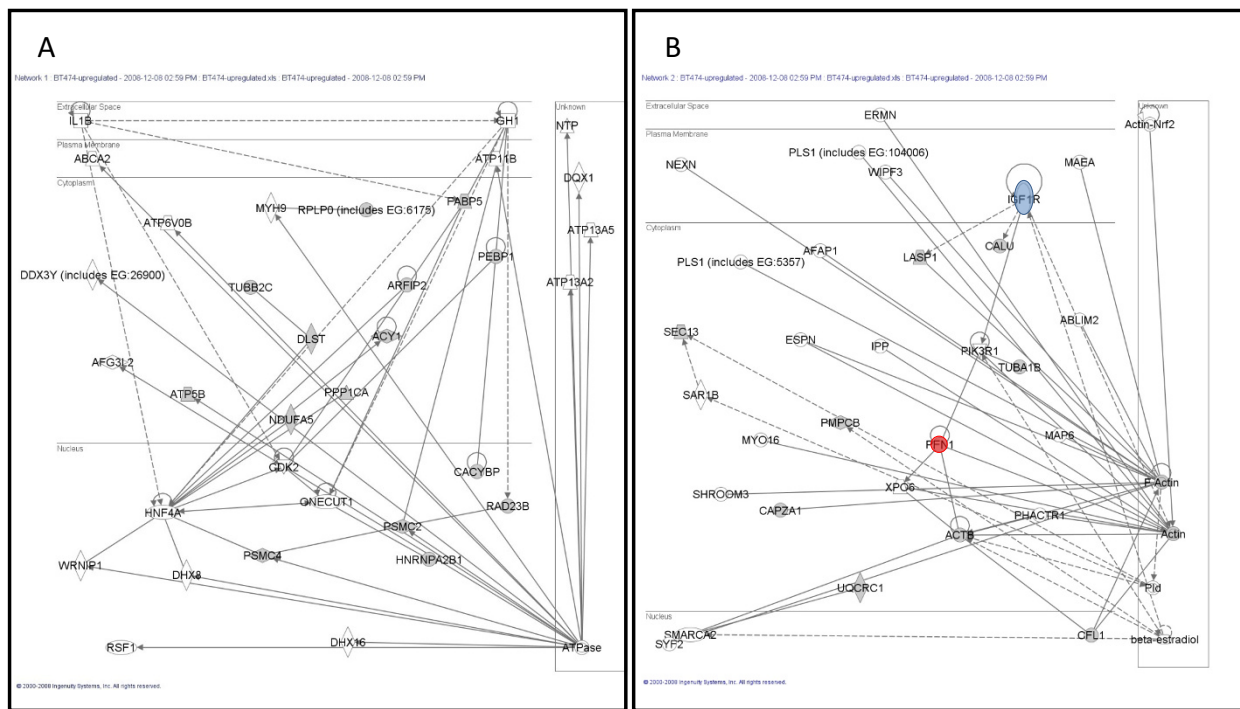 A
Network 1 : BT474-upregulated - 2008-12-08 02:59 PM : BT474-upregulated.xls : BT474-upregulated - 2008-12-08 02:59 PM
Extracellular Space
Unknown
IL1B
GH1
NTP
Plasma Membrane
ABCA2
ATP11B
Cytoplasm
DQX1
MYH9
RPLP0 (includes EG:6175)
FABP5
ATP6V0B
ATP13A5
PEBP1
DDX3Y (includes EG:26900)
ATP13A2
TUBB2C
ARFIP2
DLST
ACY1
AFG3L2
ATP5B
PPP1CA
NDUFA5
Nucleus
CDK2
CACYBP
ONECUT1
RAD23B
HNF4A
PSMC2
PSMC4
HNRNPA2B1
WRNIP1
DHX8
DHX16
RSF1
ATPase
© 2000-2008 Ingenuity Systems, Inc. All rights reserved.
B
Network 2 : BT474-upregulated - 2008-12-08 02:59 PM : BT474-upregulated.xls : BT474-upregulated - 2008-12-08 02:59 PM
Extracellular Space
Unknown
ERMN
Actin-Nrf2
Plasma Membrane
PLS1 (includes EG:104006)
NEXN
WIPF3
MAEA
IGF1R
Cytoplasm
AFAP1
CALU
PLS1 (includes EG:5357)
LASP1
ABLIM2
SEC13
ESPN
IPP
PIK3R1
TUBA1B
SAR1B
PMPCB
MYO16
PFN1
MAP6
XPO6
F Actin
SHROOM3
CAPZA1
PHACTR1
ACTB
Actin
UQCRC1
Pld
Nucleus
SMARCA2
CFL1
beta-estradiol
SYF2
© 2000-2008 Ingenuity Systems, Inc. All rights reserved.